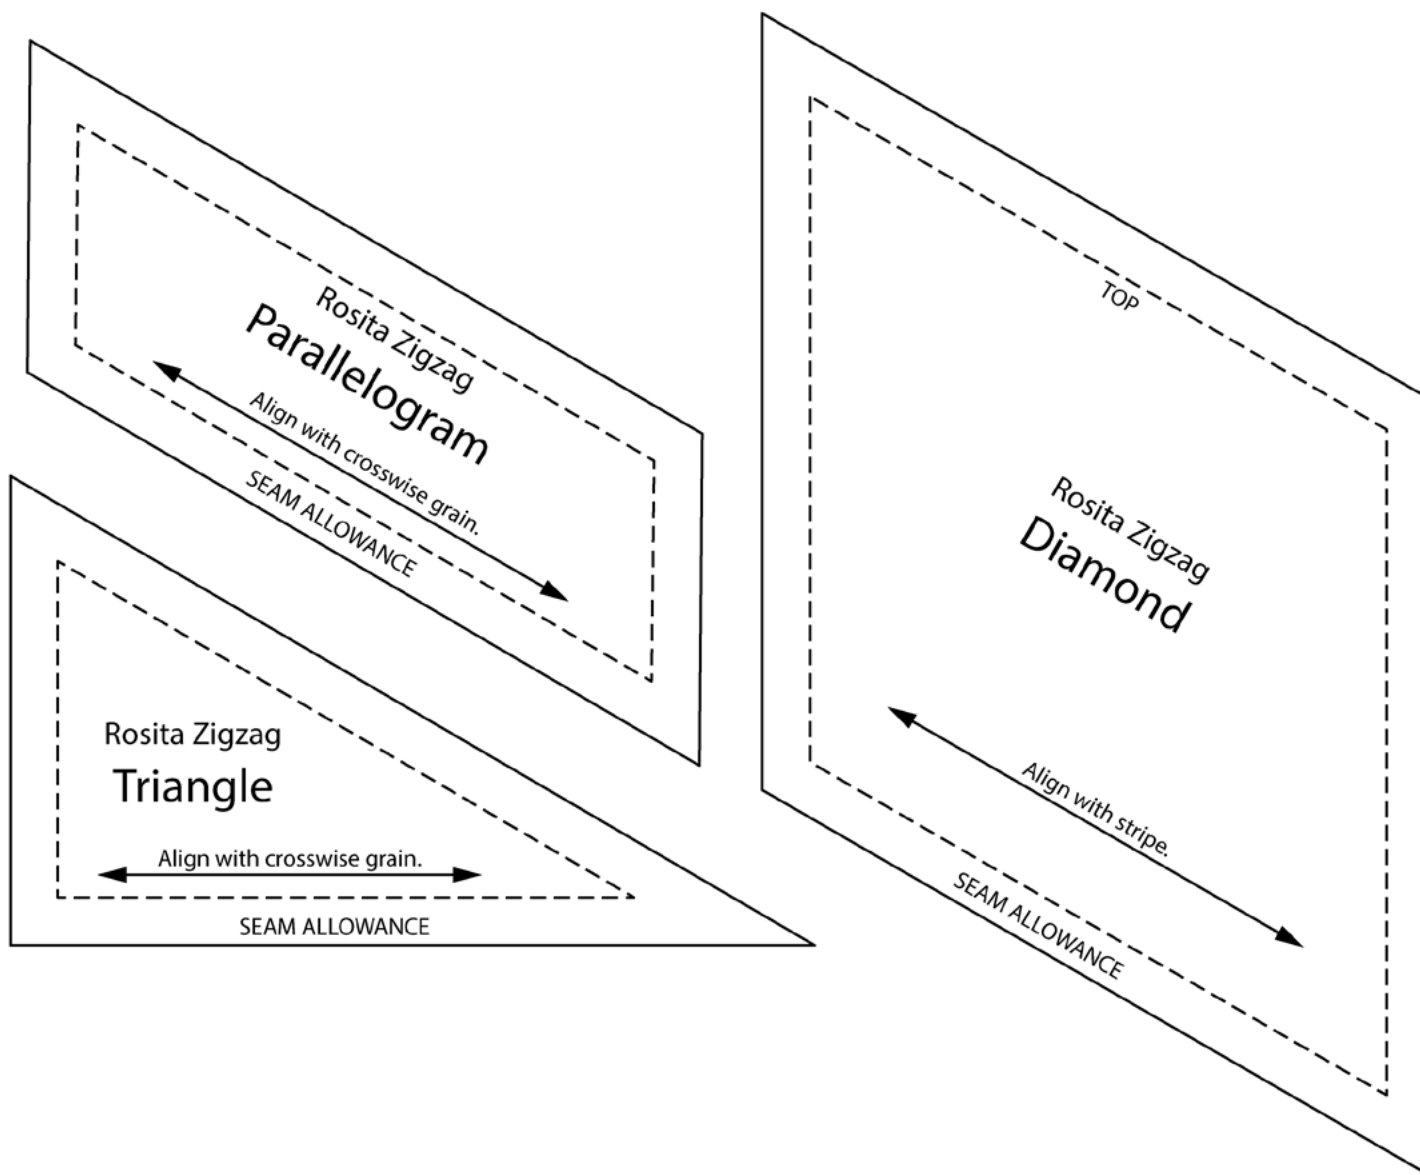 Rosita Zigzag
Parallelogram
Align with crosswise grain.
SEAM ALLOWANCE
Rosita Zigzag
Triangle
Align with crosswise grain.
SEAM ALLOWANCE
TOP
Rosita Zigzag
Diamond
Align with stripe.
SEAM ALLOWANCE